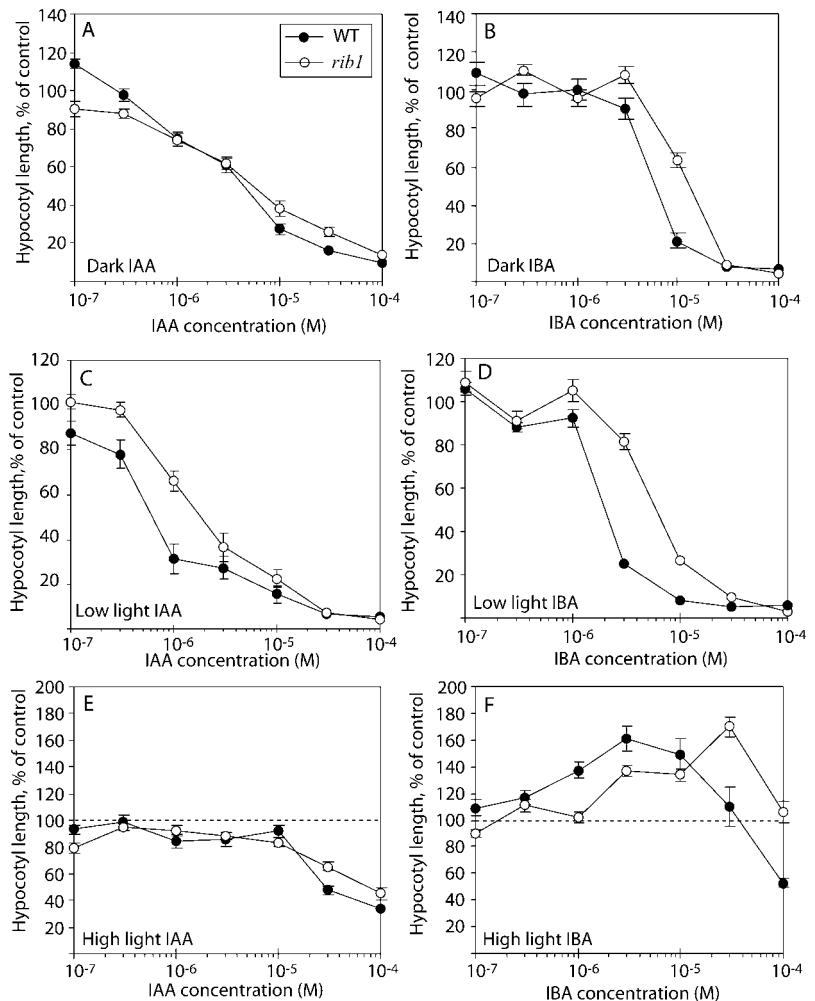 A
WT
rib1
140
120
100
80
60
40
20
Hypocotyl length, % of control
Dark IAA
10-7
10-6
10-5
10-4
IAA concentration (M)
B
140
120
100
80
60
40
20
Hypocotyl length, % of control
Dark IBA
10-7
10-6
10-5
10-4
IBA concentration (M)
C
120
100
80
60
40
20
Hypocotyl length,% of control
Low light IAA
10-7
10-6
10-5
10-4
IAA concentration (M)
D
120
100
80
60
40
20
Hypocotyl length, % of control
Low light IBA
10-7
10-6
10-5
10-4
IBA concentration (M)
E
200
180
160
140
120
100
80
60
40
20
Hypocotyl length, % of control
High light IAA
10-7
10-6
10-5
10-4
IAA concentration (M)
F
200
180
160
140
120
100
80
60
40
20
Hypocotyl length, % of control
High light IBA
10-7
10-6
10-5
10-4
IBA concentration (M)